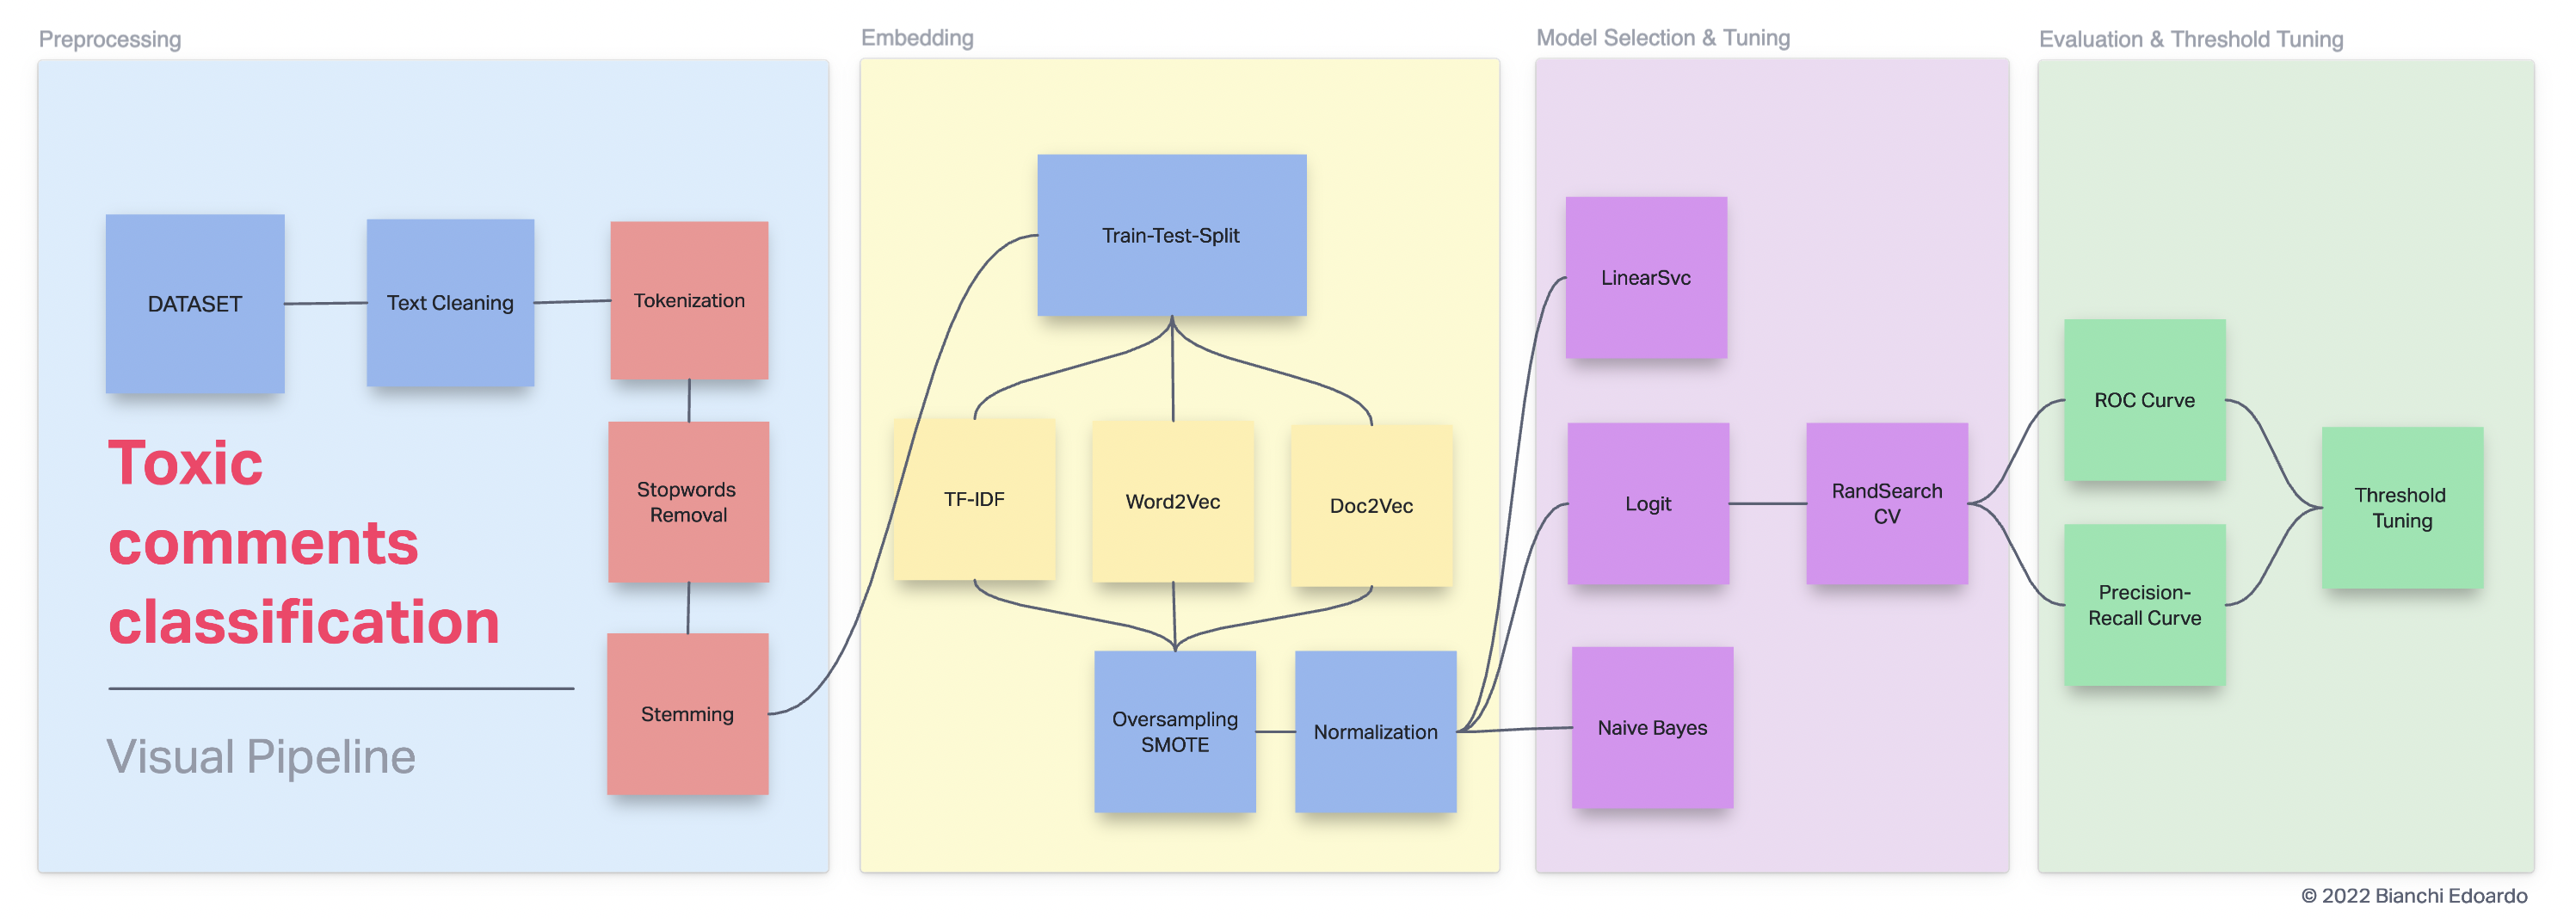 Preprocessing
DATASET
Text Cleaning
Tokenization
Stopwords
Removal
Stemming
Toxic
comments
classification
Visual Pipeline
Embedding
Train-Test-Split
TF-IDF
Word2Vec
Doc2Vec
Oversampling
SMOTE
Normalization
Model Selection & Tuning
LinearSvc
Logit
RandSearch
CV
Naive Bayes
Evaluation & Threshold Tuning
ROC Curve
Precision-
Recall Curve
Threshold
Tuning
© 2022 Bianchi Edoardo